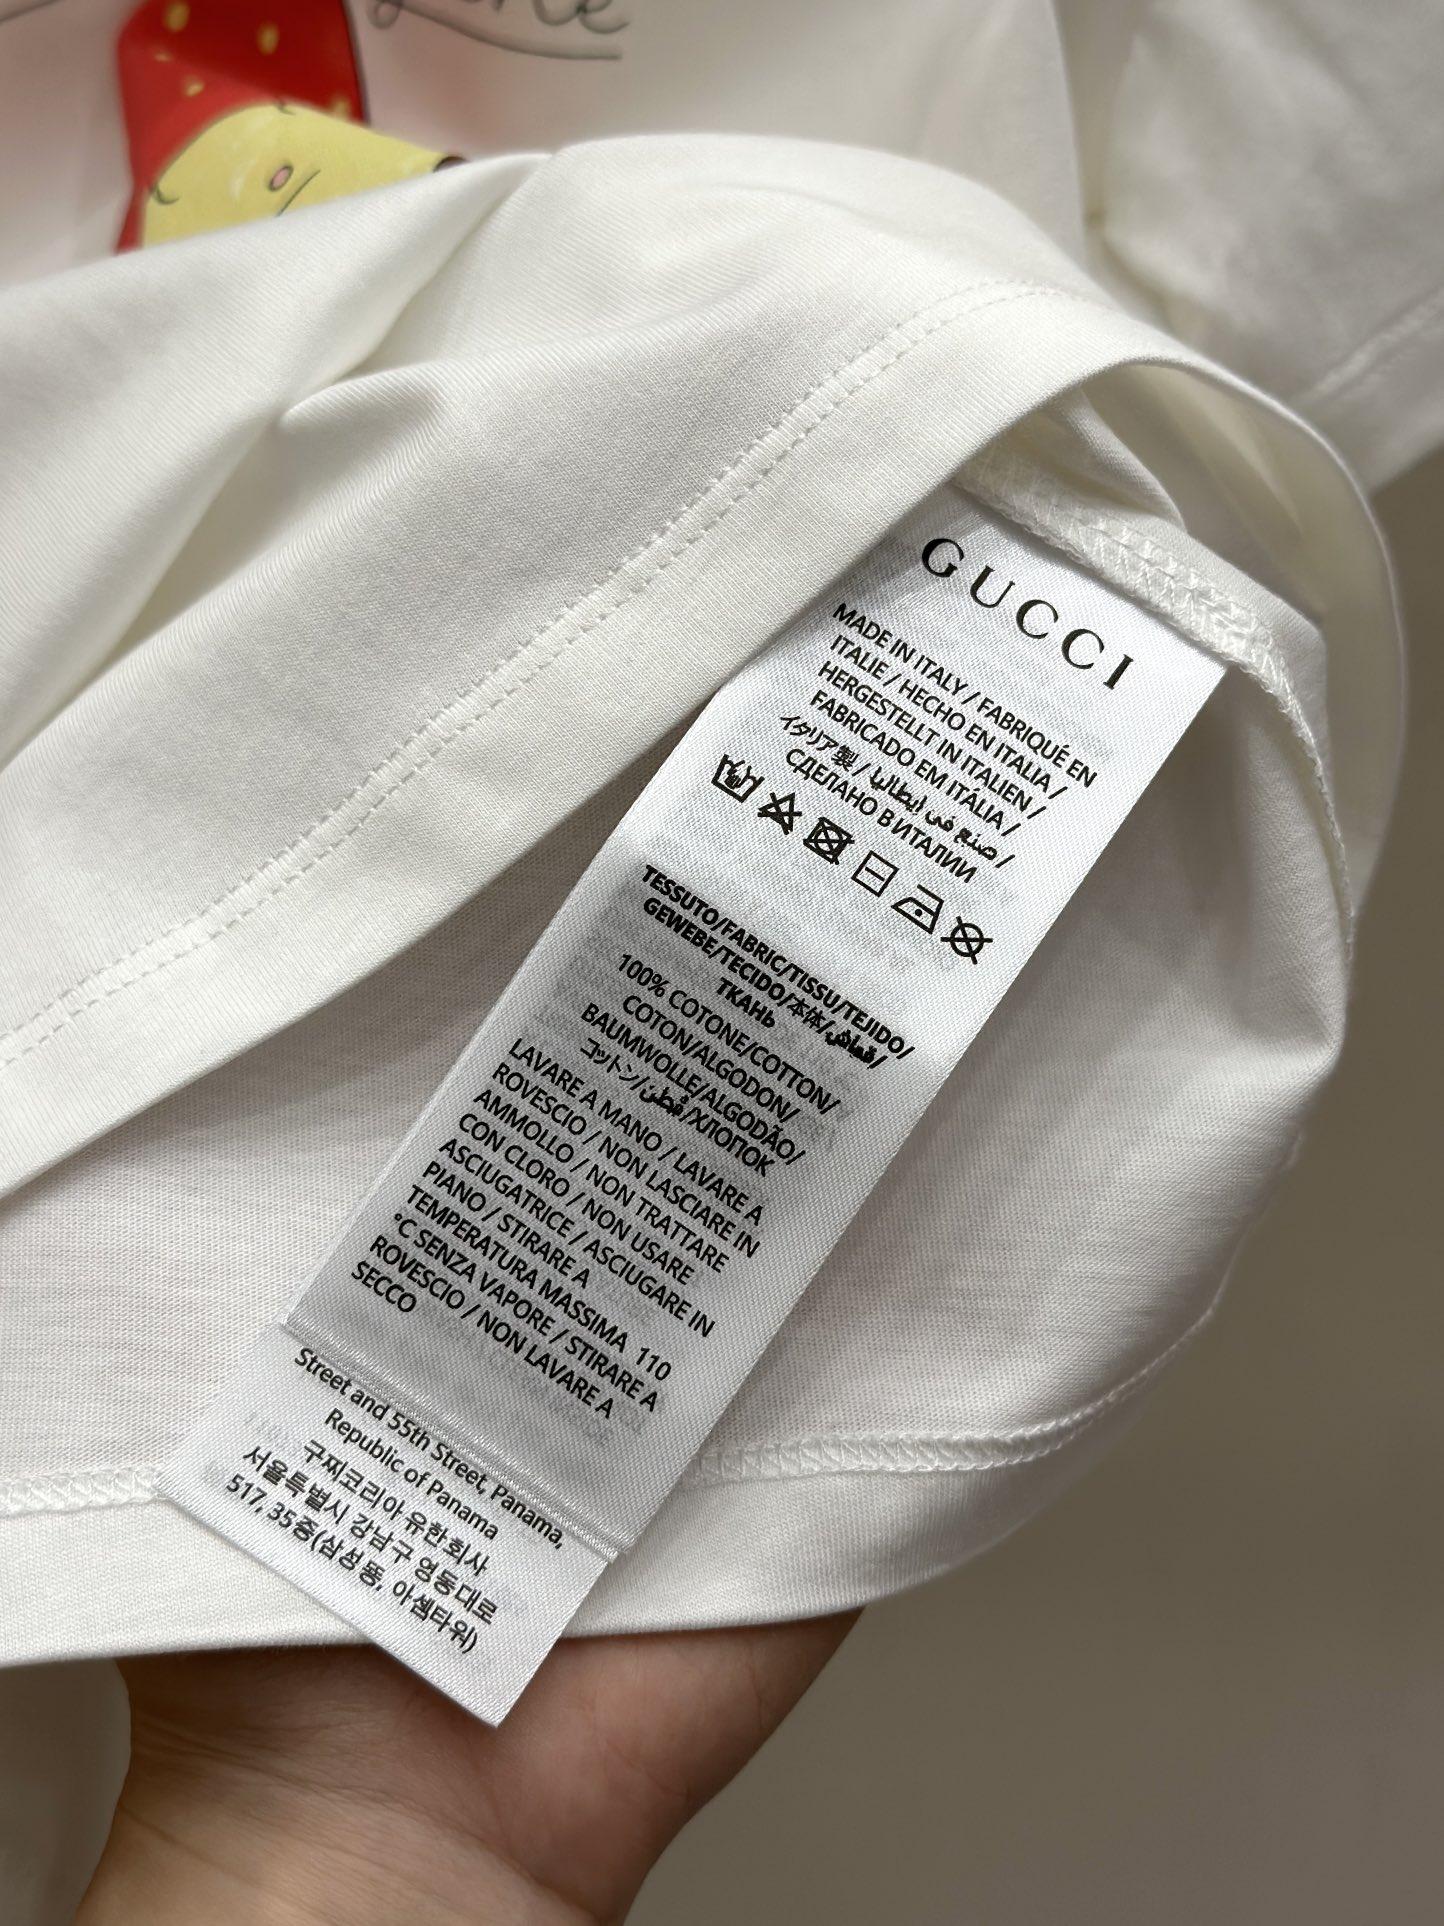 GUCCI
MADE IN ITALY / FABRIQUÉ EN
ITALIE / HECHO EN ITALIA /
HERGESTELLT IN ITALIEN /
FABRICADO EM ITÁLIA /
イタリア製 / صنع في إيطاليا /
СДЕЛАНО В ИТАЛИИ
TESSUTO/FABRIC/TISSU/TEJIDO/
GEWEBE/TECIDO/本体/قماش/
ТКАНЬ
100% COTONE/COTTON/
COTON/ALGODON/
BAUMWOLLE/ALGODÃO/
コットン/قطن/ХЛОПОК
LAVARE A MANO / LAVARE A
ROVESCIO / NON LASCIARE IN
AMMOLLO / NON TRATTARE
CON CLORO / NON USARE
ASCIUGATRICE / ASCIUGARE IN
PIANO / STIRARE A
TEMPERATURA MASSIMA 110
°C SENZA VAPORE / STIRARE A
ROVESCIO / NON LAVARE A
SECCO
Street and 55th Street, Panama,
Republic of Panama
구찌코리아 유한회사
서울특별시 강남구 영동대로
517, 35층(삼성동, 아셈타워)